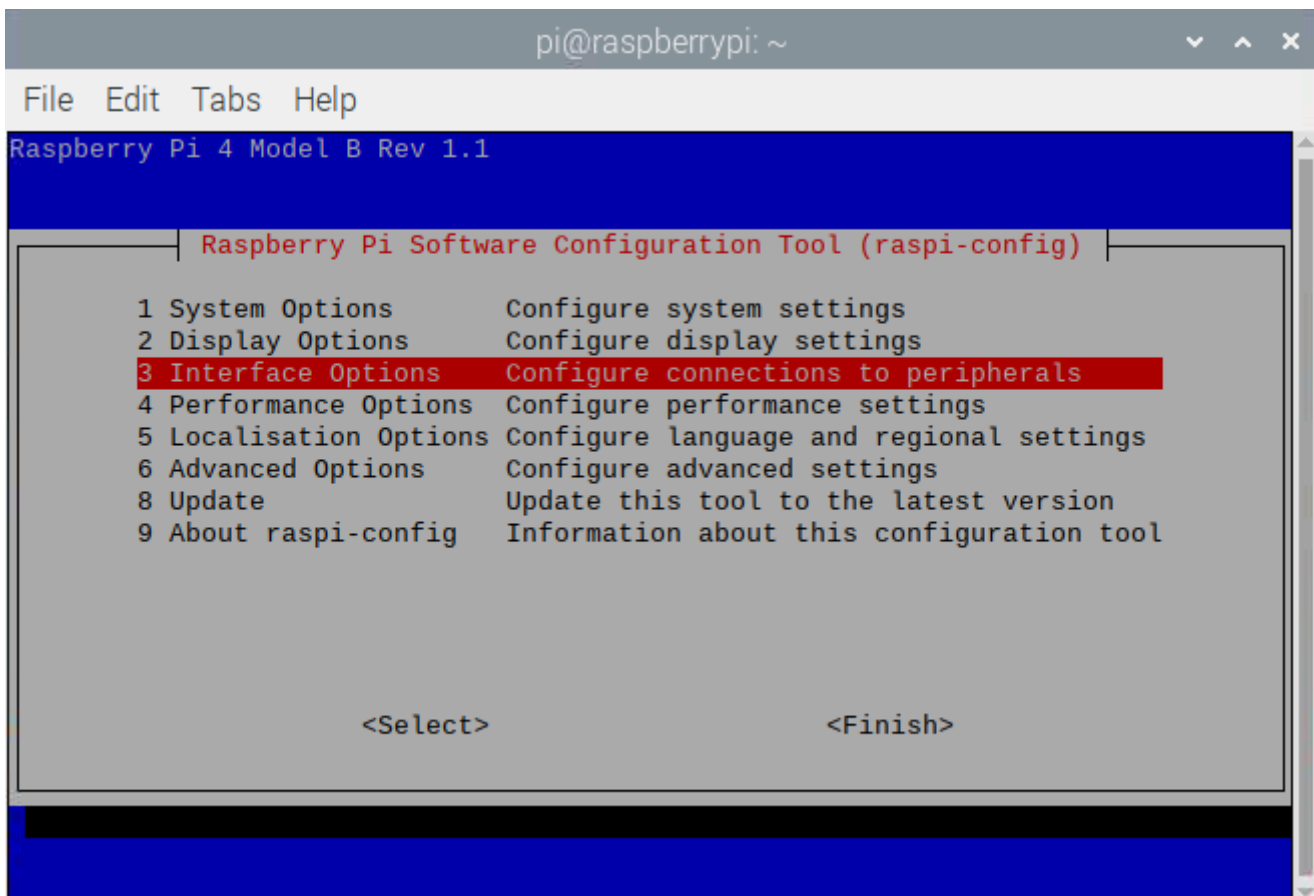 pi@raspberrypi: ~
File Edit Tabs Help
Raspberry Pi 4 Model B Rev 1.1
Raspberry Pi Software Configuration Tool (raspi-config)
1 System Options Configure system settings
2 Display Options Configure display settings
3 Interface Options Configure connections to peripherals
4 Performance Options Configure performance settings
5 Localisation Options Configure language and regional settings
6 Advanced Options Configure advanced settings
8 Update Update this tool to the latest version
9 About raspi-config Information about this configuration tool
<Select> <Finish>